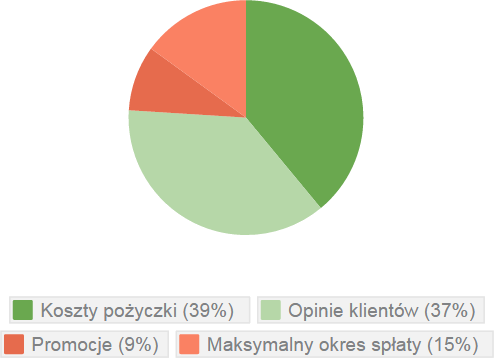 Koszty pożyczki (39%) Opinie klientów (37%)
Promocje (9%) Maksymalny okres spłaty (15%)